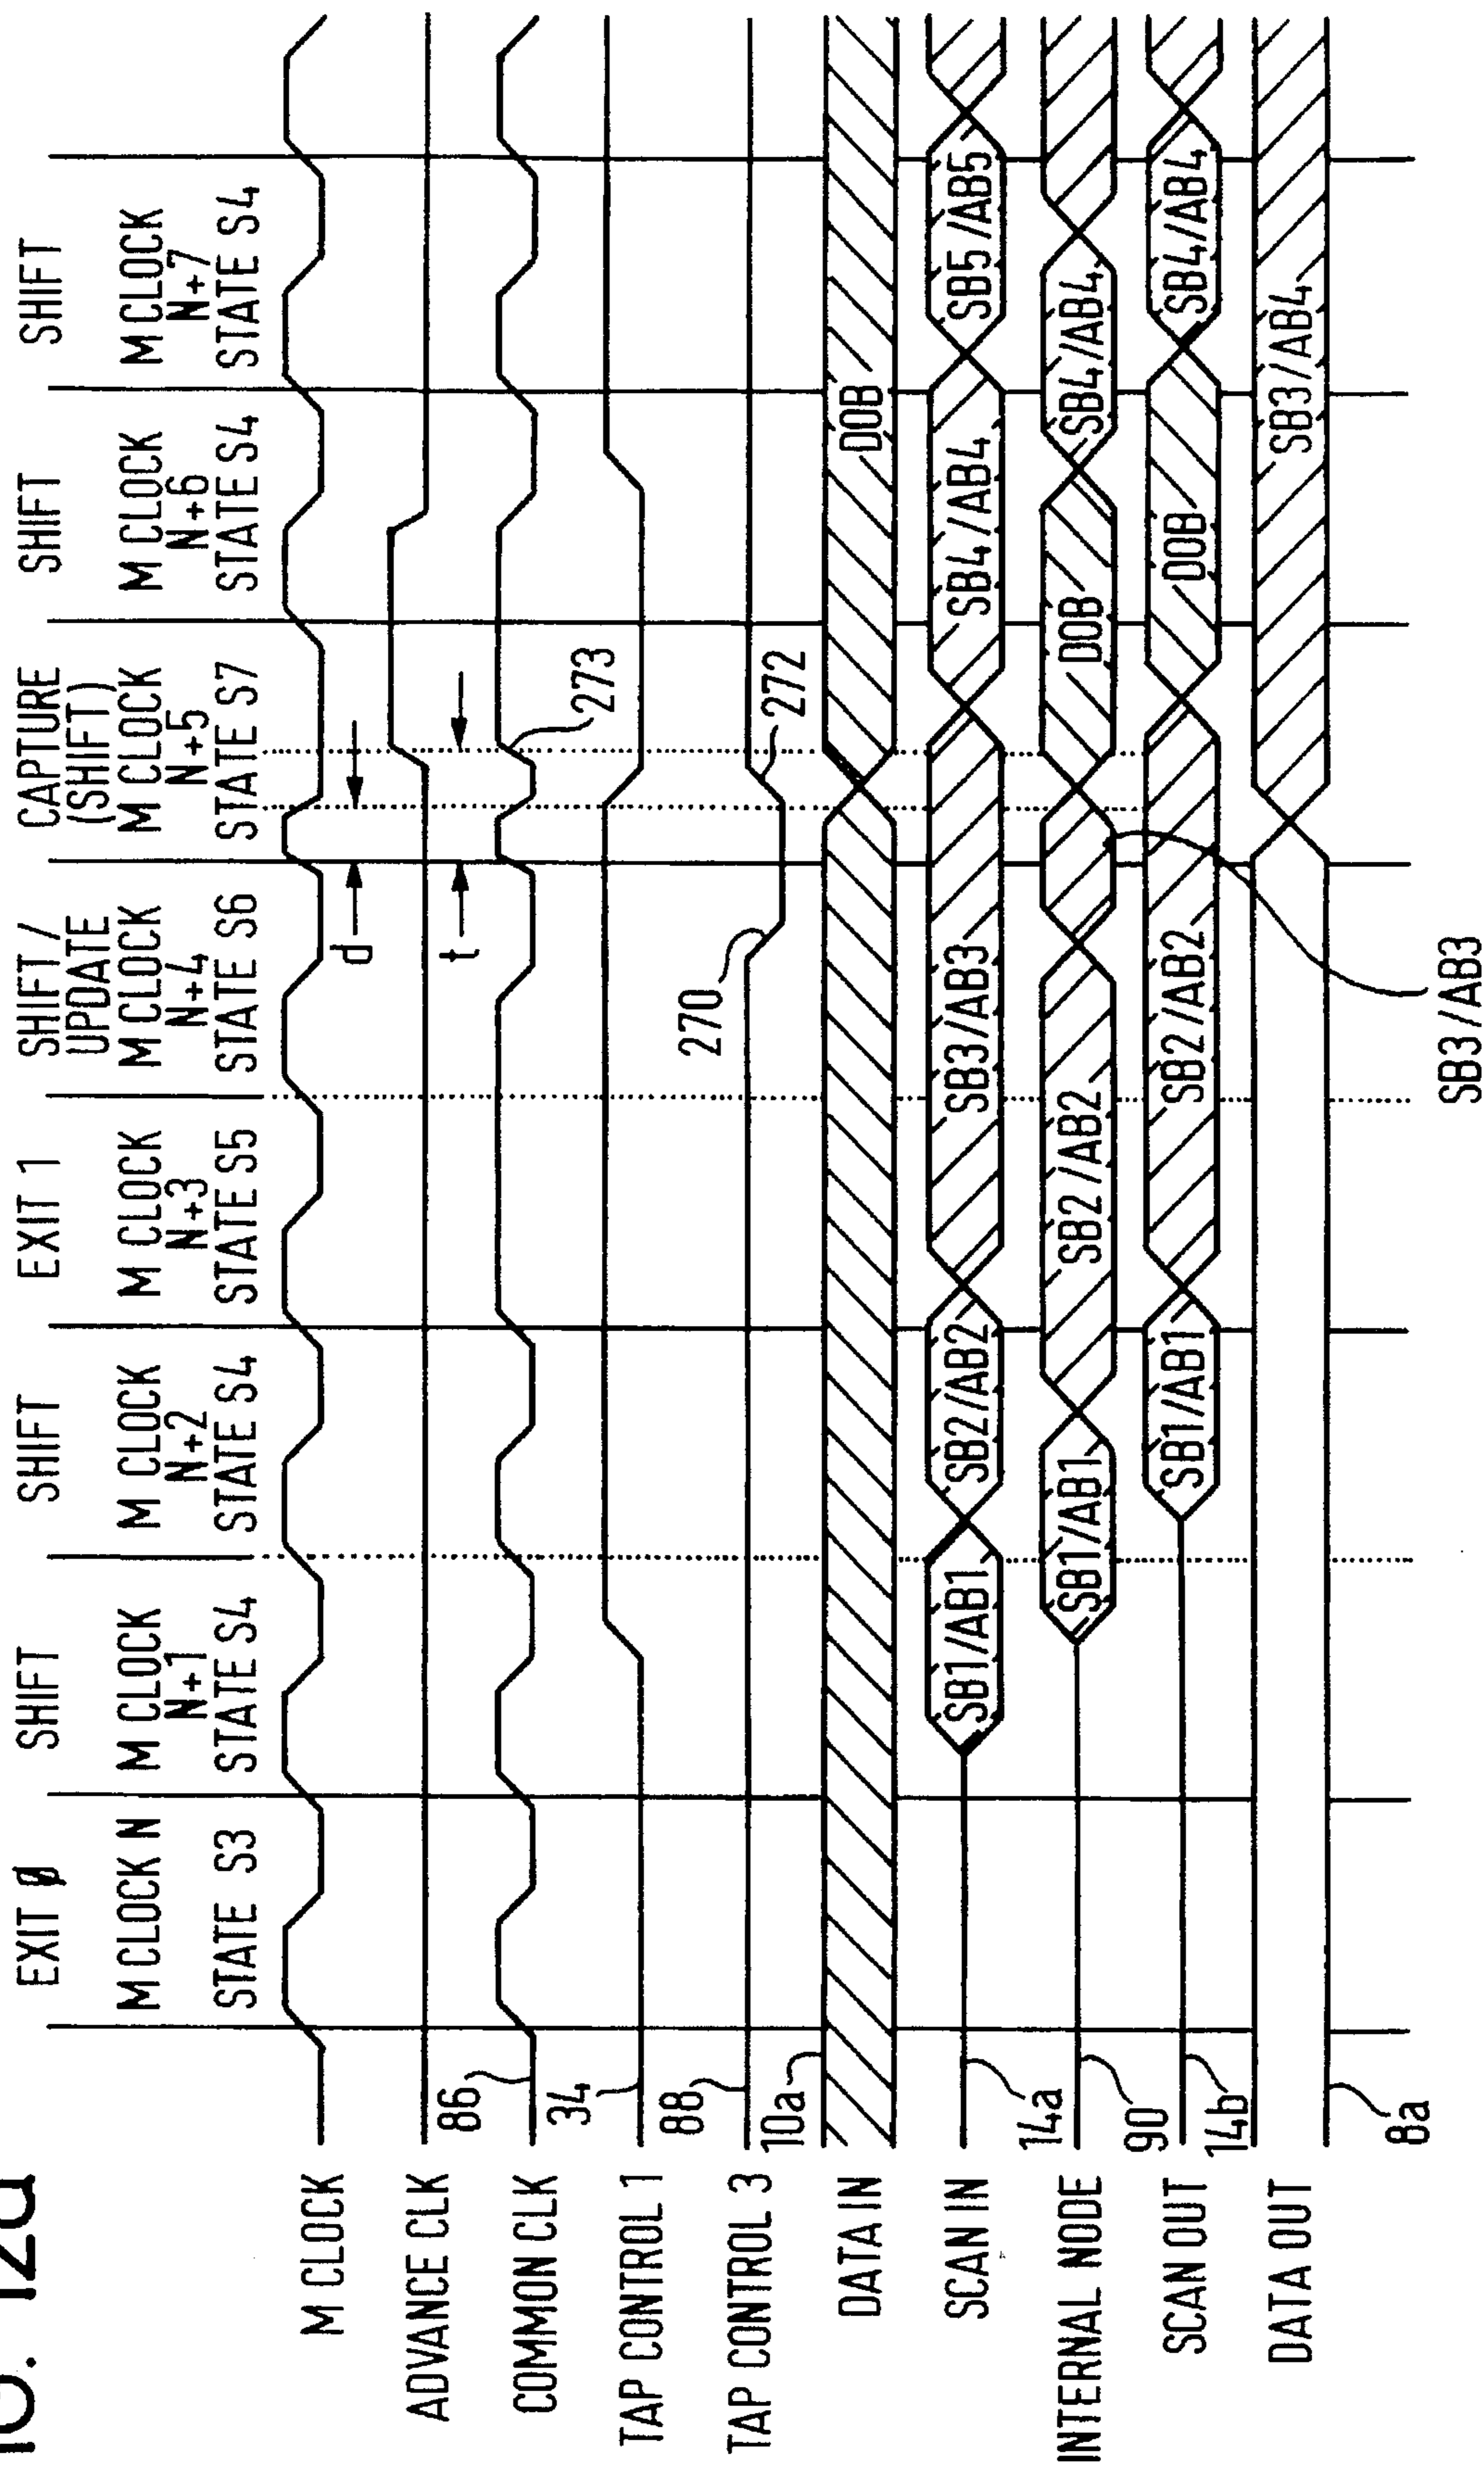 IG. 12a
EXIT Ø
M CLOCK N
STATE S3
SHIFT
M CLOCK
N+1
STATE S4
SHIFT
M CLOCK
N+2
STATE S4
EXIT 1
M CLOCK
N+3
STATE S5
SHIFT /
UPDATE
M CLOCK
N+4
STATE S6
CAPTURE
(SHIFT)
M CLOCK
N+5
STATE S7
SHIFT
M CLOCK
N+6
STATE S4
SHIFT
M CLOCK
N+7
STATE S4
M CLOCK
d
ADVANCE CLK
t
COMMON CLK
86
273
TAP CONTROL 1
34
TAP CONTROL 3
88
270
272
DATA IN
10a
DOB
SCAN IN
14a
SB1/AB1
SB2/AB2
SB3/AB3
SB4/AB4
SB5/AB5
INTERNAL NODE
90
SB1/AB1
SB2/AB2
DOB
SB4/AB4
SCAN OUT
14b
SB1/AB1
SB2/AB2
DOB
SB4/AB4
DATA OUT
8a
SB3/AB4
SB3/AB3